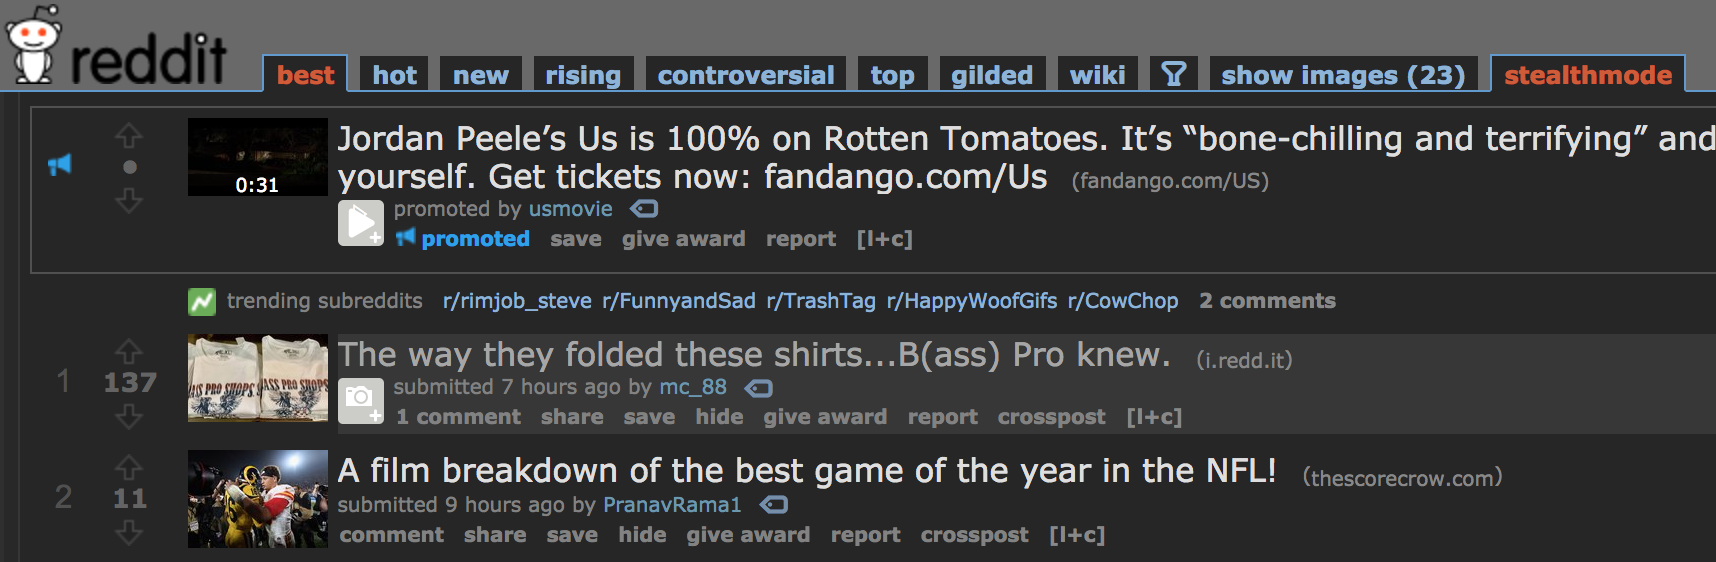 reddit
best hot new rising controversial top gilded wiki show images (23) stealthmode
Jordan Peele’s Us is 100% on Rotten Tomatoes. It’s “bone-chilling and terrifying” and
yourself. Get tickets now: fandango.com/Us (fandango.com/US)
0:31
promoted by usmovie
promoted save give award report [l+c]
trending subreddits r/rimjob_steve r/FunnyandSad r/TrashTag r/HappyWoofGifs r/CowChop 2 comments
1
137
ASS PRO SHOPS
The way they folded these shirts...B(ass) Pro knew. (i.redd.it)
submitted 7 hours ago by mc_88
1 comment share save hide give award report crosspost [l+c]
2
11
A film breakdown of the best game of the year in the NFL! (thescorecrow.com)
submitted 9 hours ago by PranavRama1
comment share save hide give award report crosspost [l+c]